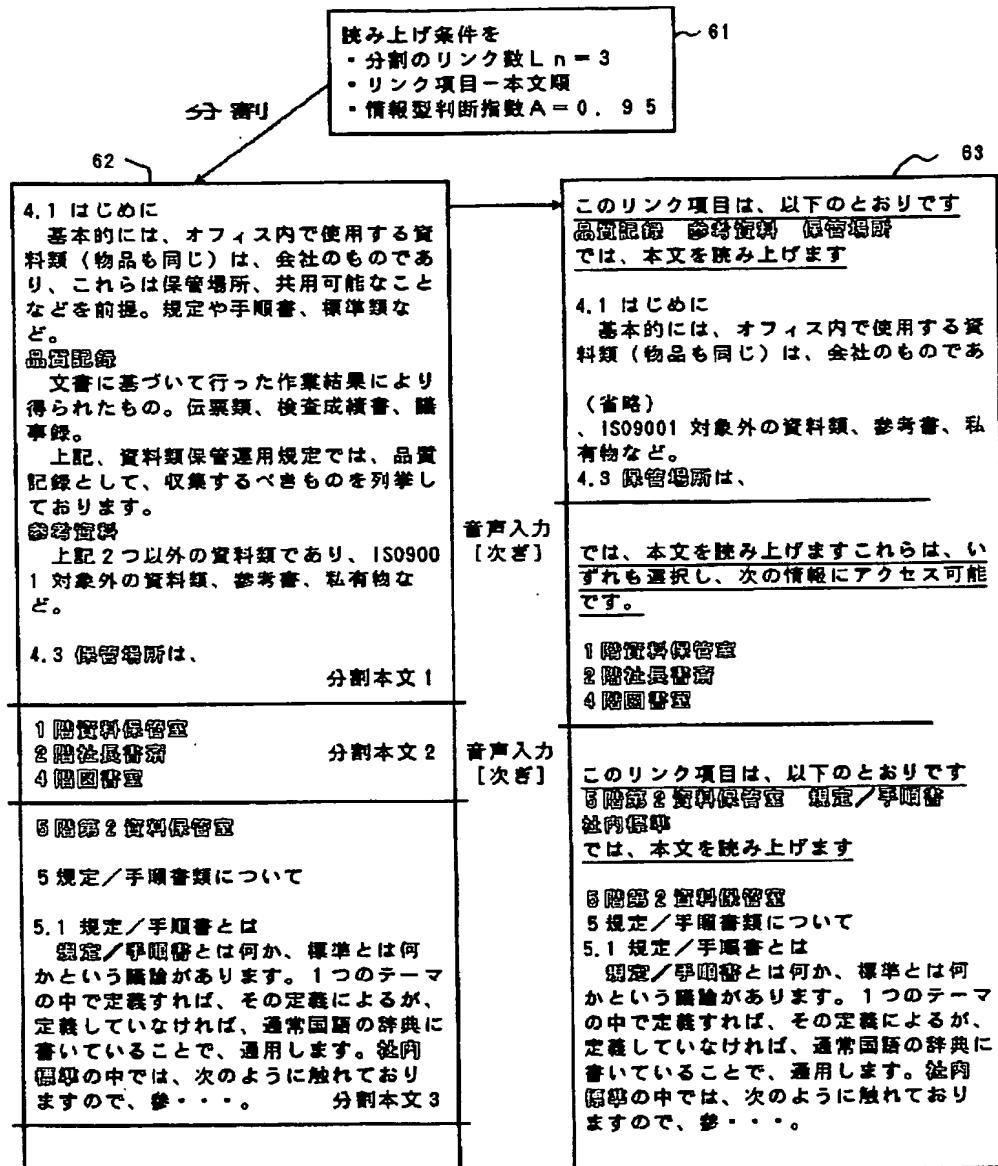 読み上げ条件を
・分割のリンク数Ln=3
・リンク項目-本文順
・情報型判断指数A=0.95
61
分割
62
4.1 はじめに
基本的には、オフィス内で使用する資
料類(物品も同じ)は、会社のものであ
り、これらは保管場所、共用可能なこと
などを前提。規定や手順書、標準類な
ど。
品質記録
文書に基づいて行った作業結果により
得られたもの。伝票類、検査成績書、議
事録。
上記、資料類保管運用規定では、品質
記録として、収集するべきものを列挙し
ております。
参考資料
上記2つ以外の資料類であり、ISO900
1 対象外の資料類、参考書、私有物な
ど。
4.3 保管場所は、
分割本文1
1階資料保管室
2階社長書斎
分割本文2
4階図書室
5階第2資料保管室
5 規定/手順書類について
5.1 規定/手順書とは
規定/手順書とは何か、標準とは何
かという議論があります。1つのテーマ
の中で定義すれば、その定義によるが、
定義していなければ、通常国語の辞典に
書いていることで、通用します。社内
標準の中では、次のように触れており
ますので、参・・・。
分割本文3
音声入力
[次ぎ]
音声入力
[次ぎ]
63
このリンク項目は、以下のとおりです
品質記録 参考資料 保管場所
では、本文を読み上げます
4.1 はじめに
基本的には、オフィス内で使用する資
料類(物品も同じ)は、会社のものであ
(省略)
、ISO9001 対象外の資料類、参考書、私
有物など。
4.3 保管場所は、
では、本文を読み上げますこれらは、い
ずれも選択し、次の情報にアクセス可能
です。
1階資料保管室
2階社長書斎
4階図書室
このリンク項目は、以下のとおりです
5階第2資料保管室 規定/手順書
社内標準
では、本文を読み上げます
5階第2資料保管室
5 規定/手順書類について
5.1 規定/手順書とは
規定/手順書とは何か、標準とは何
かという議論があります。1つのテーマ
の中で定義すれば、その定義によるが、
定義していなければ、通常国語の辞典に
書いていることで、通用します。社内
標準の中では、次のように触れており
ますので、参・・・。